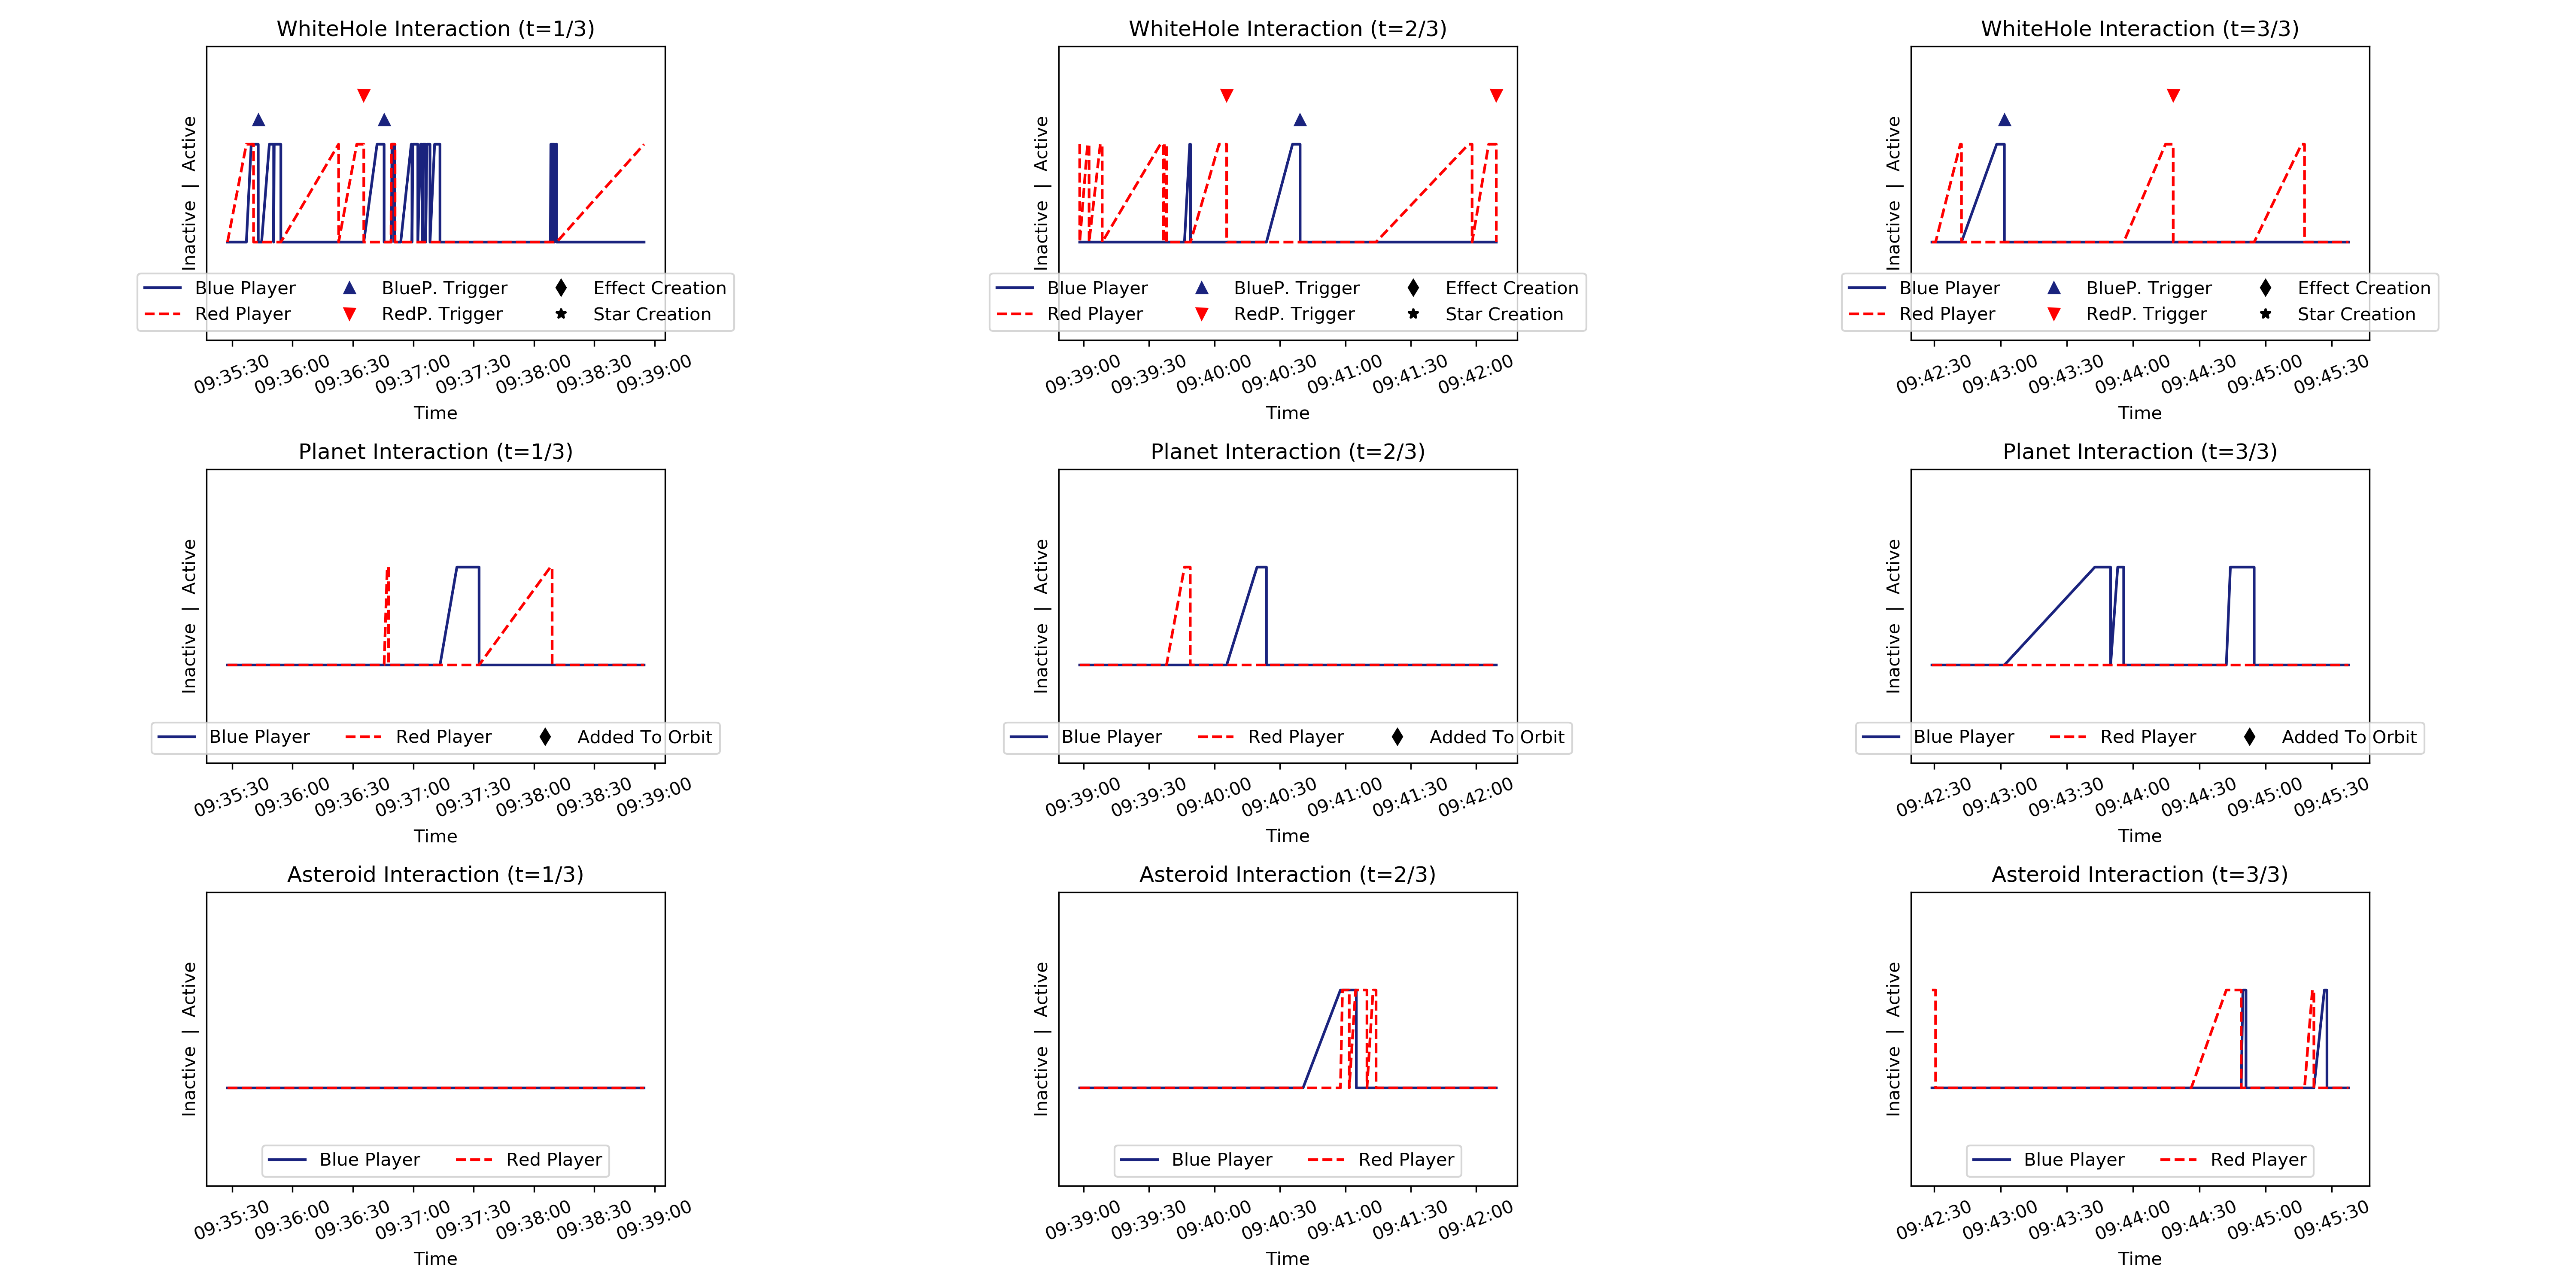 WhiteHole Interaction (t=1/3)
Inactive | Active
Blue Player
Red Player
BlueP. Trigger
RedP. Trigger
Effect Creation
Star Creation
09:35:30 09:36:00 09:36:30 09:37:00 09:37:30 09:38:00 09:38:30 09:39:00
Time
WhiteHole Interaction (t=2/3)
Inactive | Active
Blue Player
Red Player
BlueP. Trigger
RedP. Trigger
Effect Creation
Star Creation
09:39:00 09:39:30 09:40:00 09:40:30 09:41:00 09:41:30 09:42:00
Time
WhiteHole Interaction (t=3/3)
Inactive | Active
Blue Player
Red Player
BlueP. Trigger
RedP. Trigger
Effect Creation
Star Creation
09:42:30 09:43:00 09:43:30 09:44:00 09:44:30 09:45:00 09:45:30
Time
Planet Interaction (t=1/3)
Inactive | Active
Blue Player Red Player Added To Orbit
09:35:30 09:36:00 09:36:30 09:37:00 09:37:30 09:38:00 09:38:30 09:39:00
Time
Planet Interaction (t=2/3)
Inactive | Active
Blue Player Red Player Added To Orbit
09:39:00 09:39:30 09:40:00 09:40:30 09:41:00 09:41:30 09:42:00
Time
Planet Interaction (t=3/3)
Inactive | Active
Blue Player Red Player Added To Orbit
09:42:30 09:43:00 09:43:30 09:44:00 09:44:30 09:45:00 09:45:30
Time
Asteroid Interaction (t=1/3)
Inactive | Active
Blue Player Red Player
09:35:30 09:36:00 09:36:30 09:37:00 09:37:30 09:38:00 09:38:30 09:39:00
Time
Asteroid Interaction (t=2/3)
Inactive | Active
Blue Player Red Player
09:39:00 09:39:30 09:40:00 09:40:30 09:41:00 09:41:30 09:42:00
Time
Asteroid Interaction (t=3/3)
Inactive | Active
Blue Player Red Player
09:42:30 09:43:00 09:43:30 09:44:00 09:44:30 09:45:00 09:45:30
Time